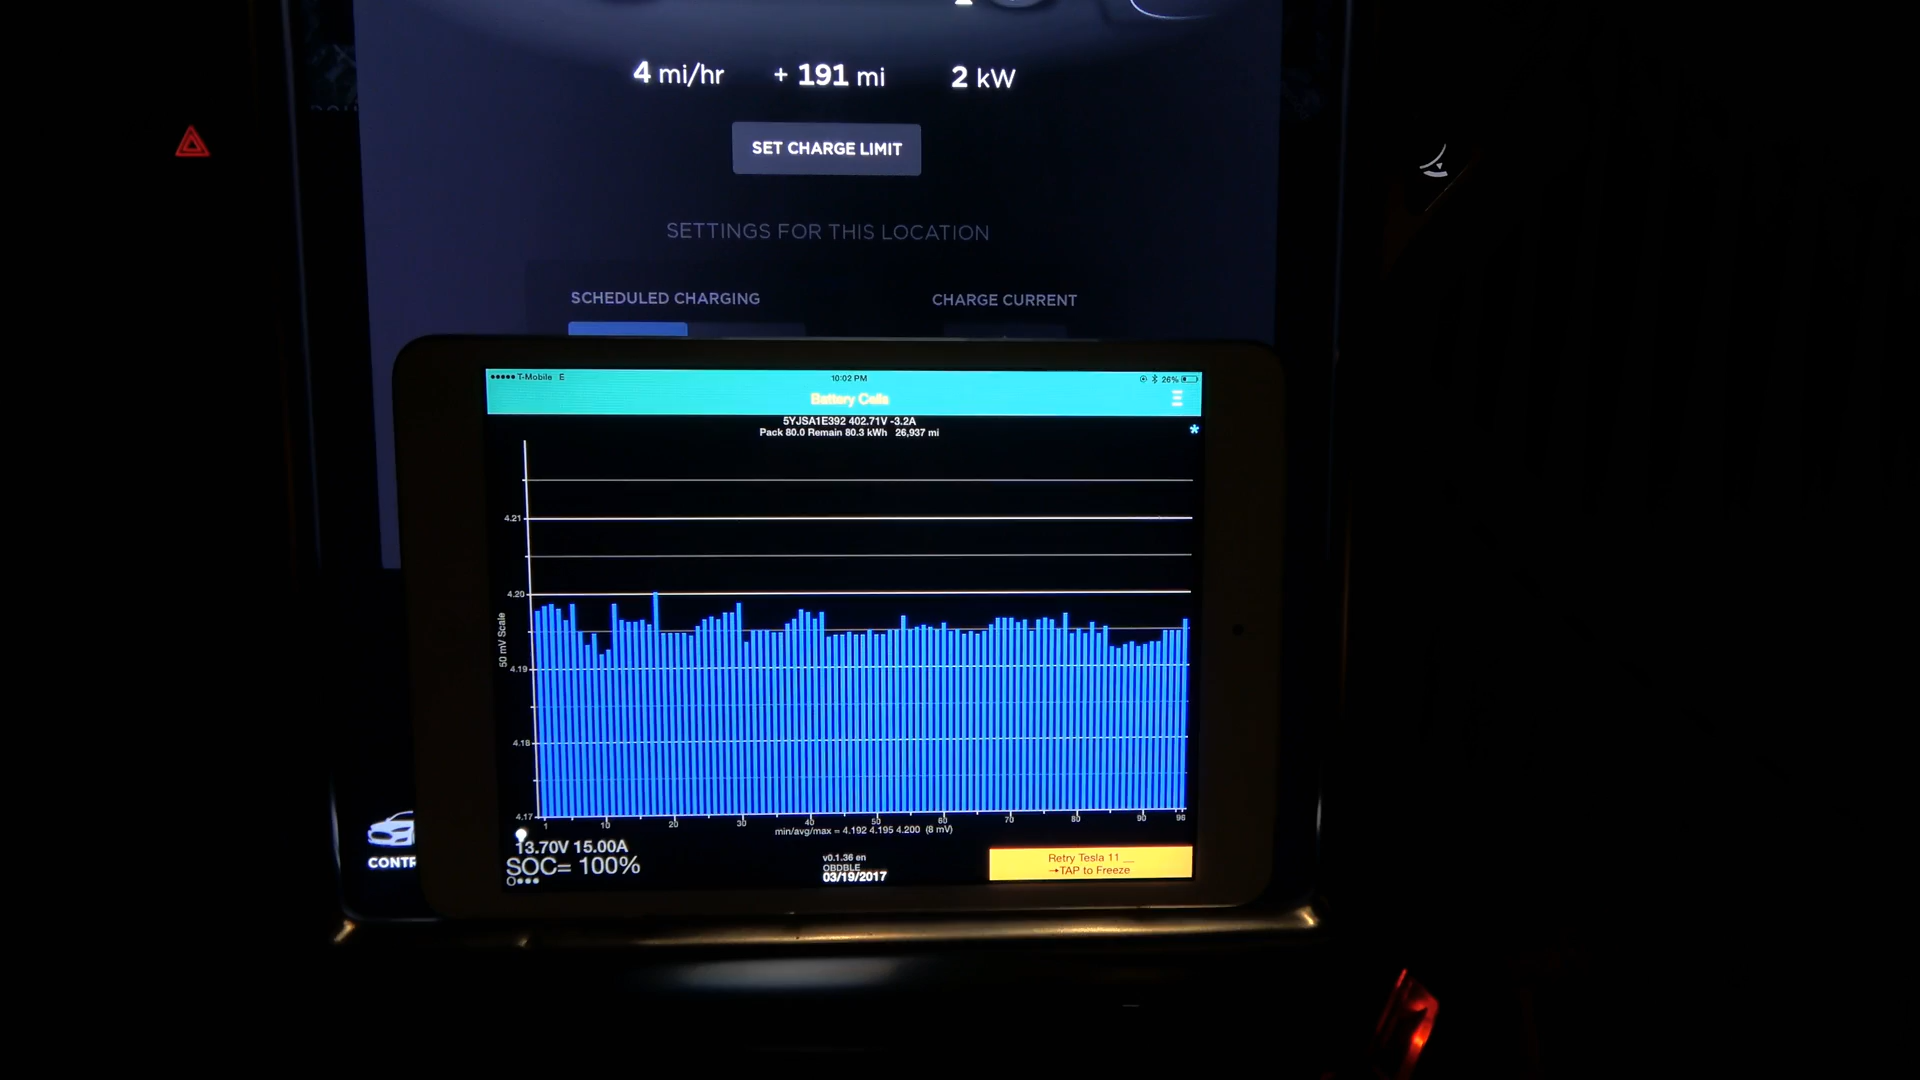 4 mi/hr + 191 mi 2 kW
SET CHARGE LIMIT
SETTINGS FOR THIS LOCATION
SCHEDULED CHARGING CHARGE CURRENT
T-Mobile E 10:02 PM 26%
Battery Cells
5YJSA1E392 402.71V -3.2A
Pack 80.0 Remain 80.3 kWh 26,937 mi
4.21
4.20
50 mV Scale
4.19
4.18
4.17
1 10 20 30 40 50 60 70 80 90 96
min/avg/max = 4.192 4.195 4.200 (8 mV)
13.70V 15.00A
SOC= 100%
v0.1.36 en
OBDBLE
03/19/2017
Retry Tesla 11 __
→TAP to Freeze
CONTR